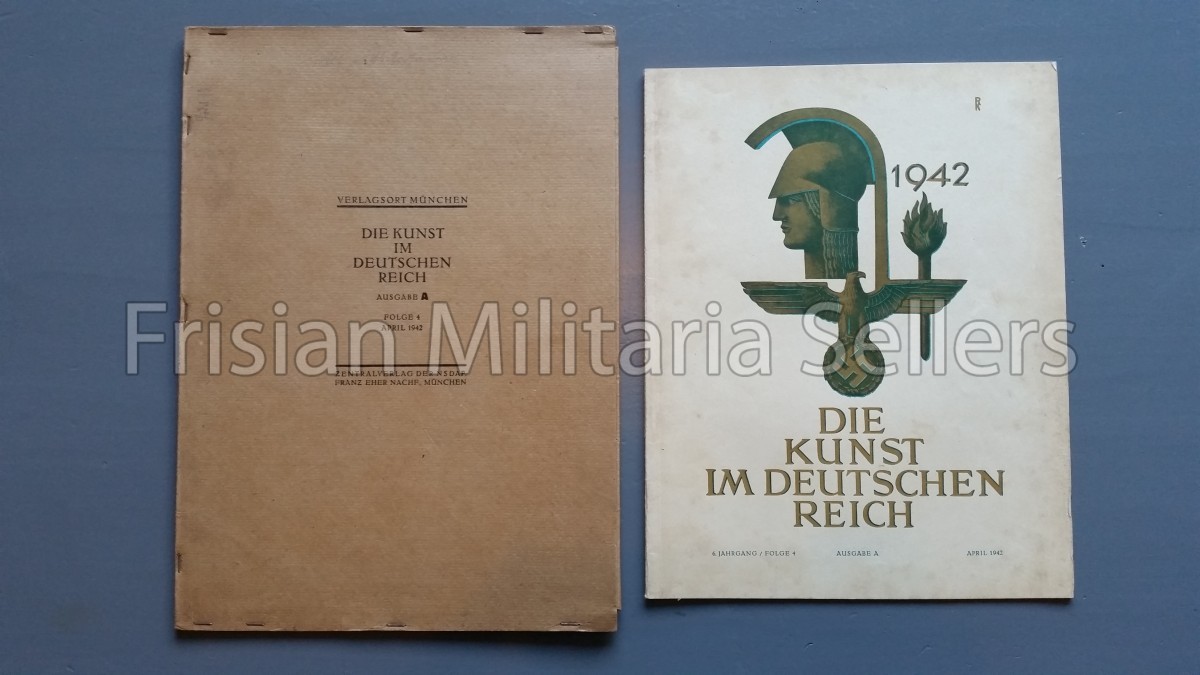 VERLAGSORT MÜNCHEN
DIE KUNST
IM
DEUTSCHEN
REICH
AUSGABE A
FOLGE 4
APRIL 1942
ZENTRALVERLAG DER NSDAP.
FRANZ EHER NACHF., MÜNCHEN
1942
DIE
KUNST
IM DEUTSCHEN
REICH
6. JAHRGANG / FOLGE 4 AUSGABE A APRIL 1942
Frisian Militaria Sellers